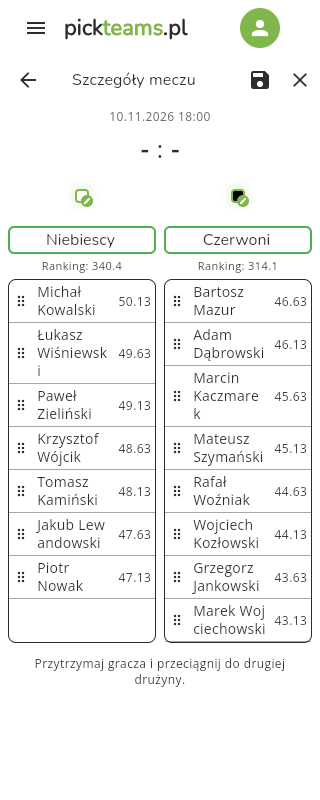 pickteams.pl
Szczegóły meczu
10.11.2026 18:00
- : -
Niebiescy
Ranking: 340.4
Michał
Kowalski
50.13
Łukasz
Wiśniewsk
i
49.63
Paweł
Zieliński
49.13
Krzysztof
Wójcik
48.63
Tomasz
Kamiński
48.13
Jakub Lew
andowski
47.63
Piotr
Nowak
47.13
Czerwoni
Ranking: 314.1
Bartosz
Mazur
46.63
Adam
Dąbrowski
46.13
Marcin
Kaczmare
k
45.63
Mateusz
Szymański
45.13
Rafał
Woźniak
44.63
Wojciech
Kozłowski
44.13
Grzegorz
Jankowski
43.63
Marek Woj
ciechowski
43.13
Przytrzymaj gracza i przeciągnij do drugiej
drużyny.